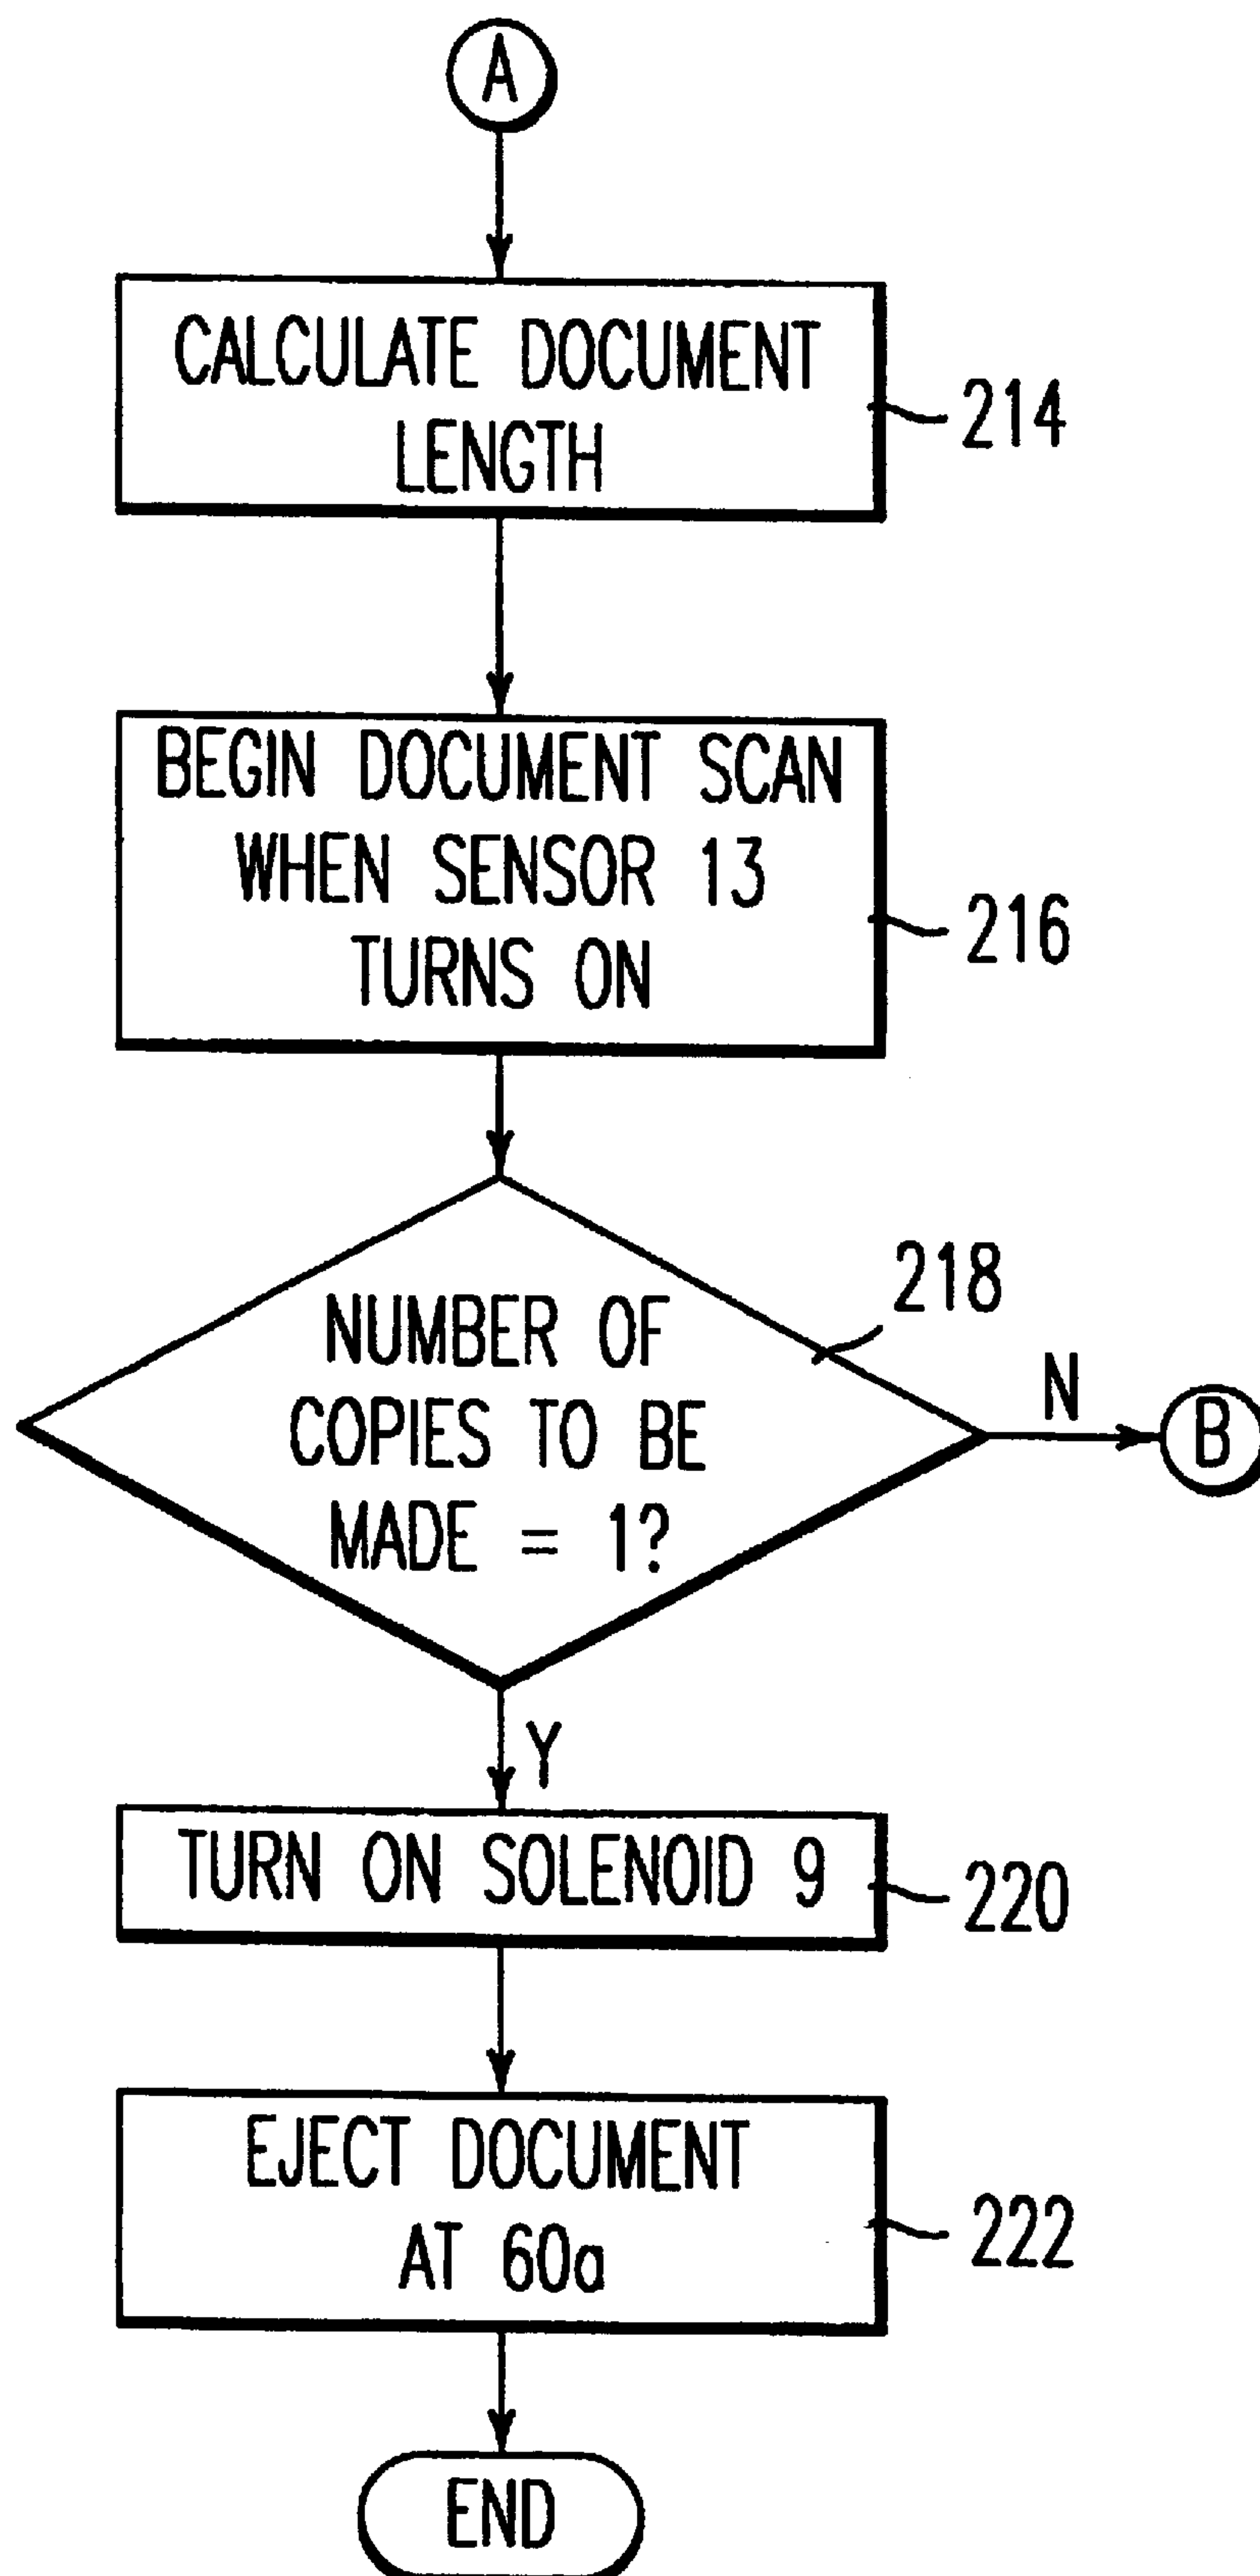 A
CALCULATE DOCUMENT
LENGTH
214
BEGIN DOCUMENT SCAN
WHEN SENSOR 13
TURNS ON
216
218
NUMBER OF
COPIES TO BE
MADE = 1?
N
B
Y
TURN ON SOLENOID 9
220
EJECT DOCUMENT
AT 60a
222
END